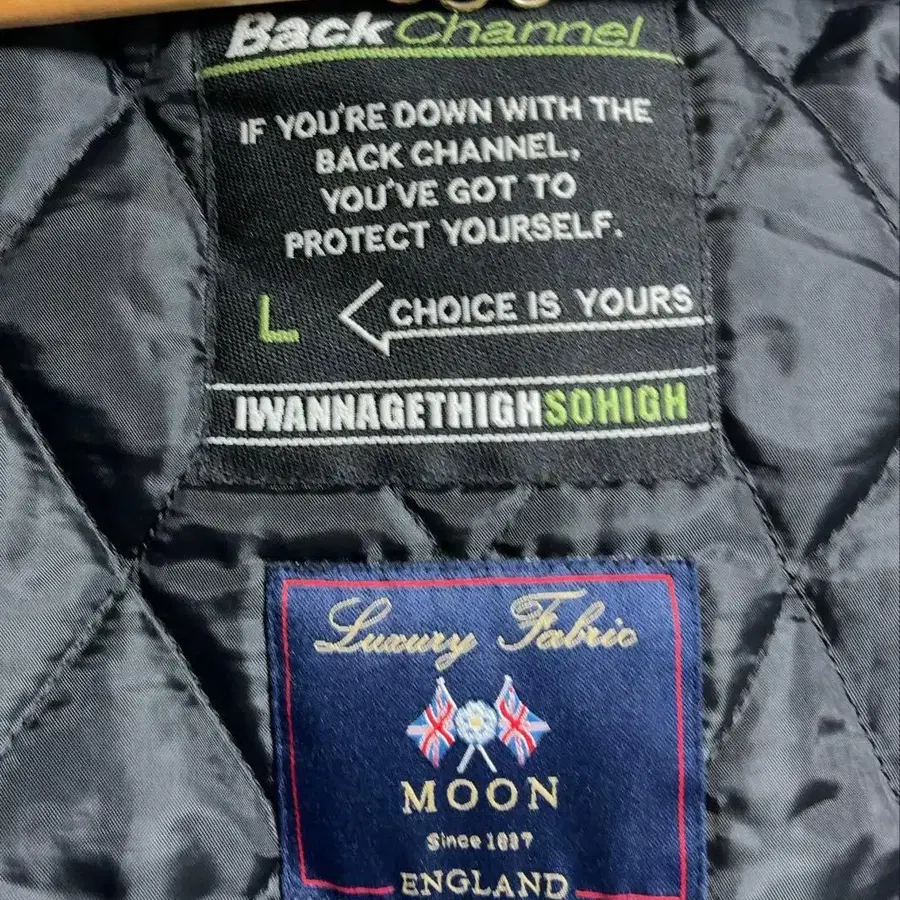 Back Channel
IF YOU'RE DOWN WITH THE
BACK CHANNEL,
YOU'VE GOT TO
PROTECT YOURSELF.
L CHOICE IS YOURS
IWANNAGETHIGHSOHIGH
Luxury Fabric
MOON
Since 1837
ENGLAND